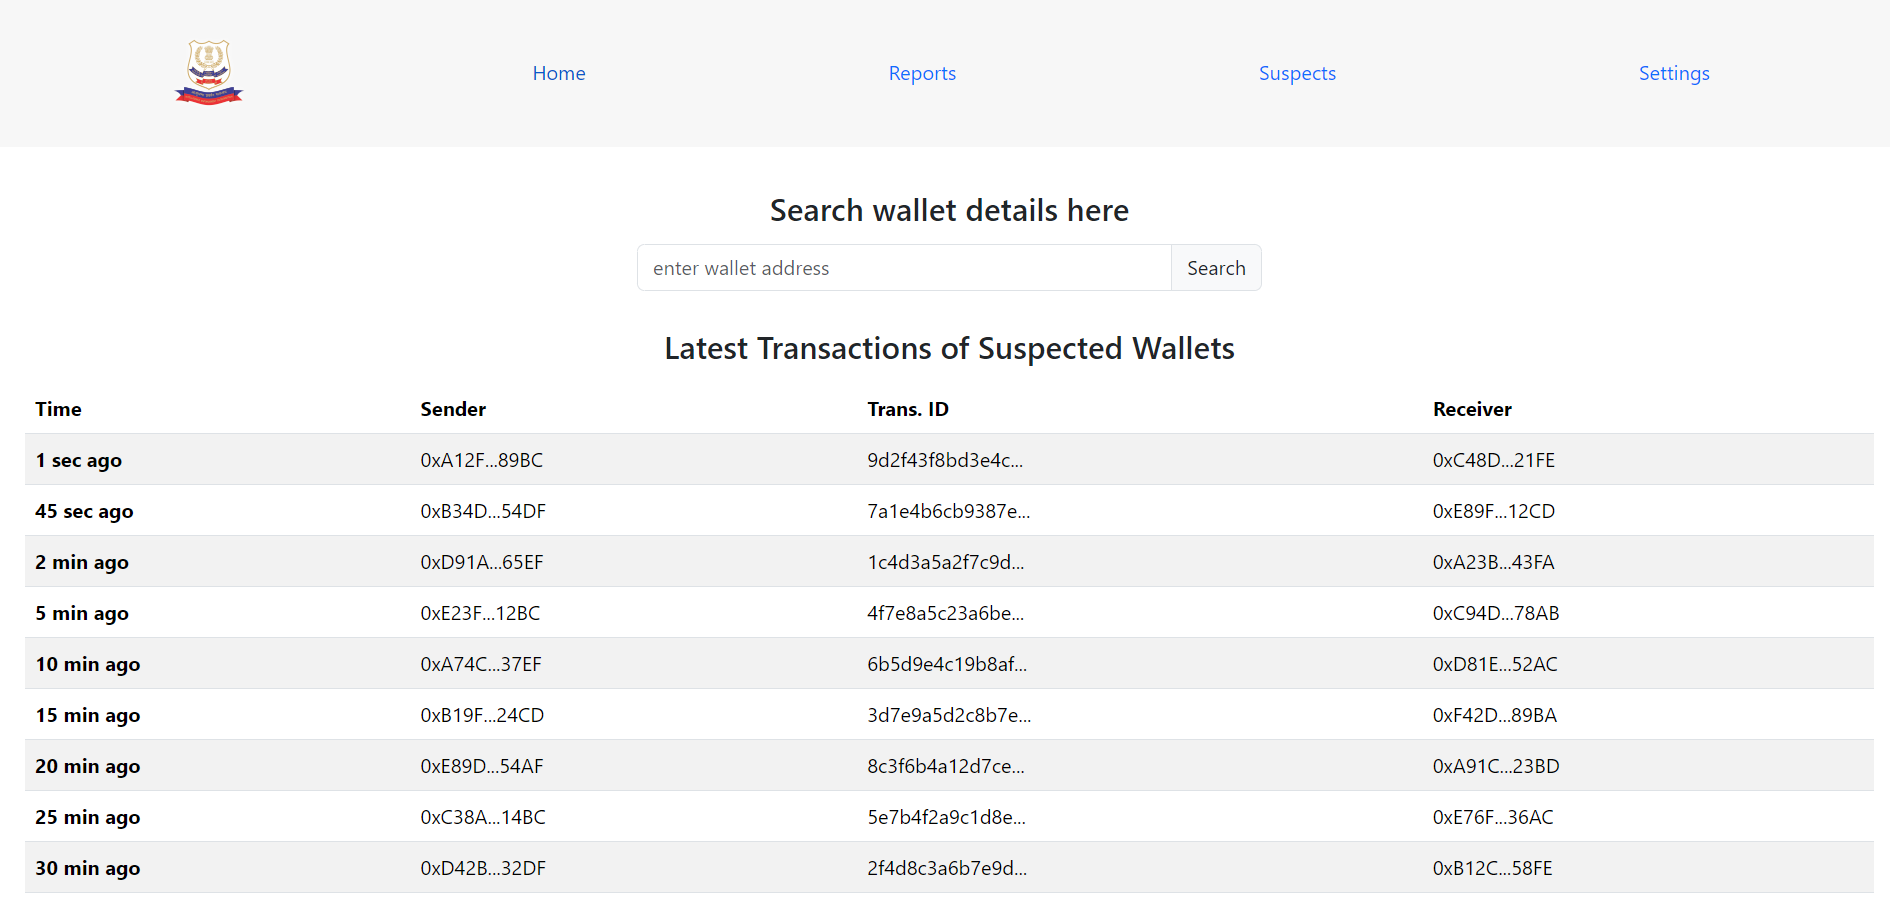 Home Reports Suspects Settings
Search wallet details here
enter wallet address Search
Latest Transactions of Suspected Wallets
Time Sender Trans. ID Receiver
1 sec ago 0xA12F...89BC 9d2f43f8bd3e4c... 0xC48D...21FE
45 sec ago 0xB34D...54DF 7a1e4b6cb9387e... 0xE89F...12CD
2 min ago 0xD91A...65EF 1c4d3a5a2f7c9d... 0xA23B...43FA
5 min ago 0xE23F...12BC 4f7e8a5c23a6be... 0xC94D...78AB
10 min ago 0xA74C...37EF 6b5d9e4c19b8af... 0xD81E...52AC
15 min ago 0xB19F...24CD 3d7e9a5d2c8b7e... 0xF42D...89BA
20 min ago 0xE89D...54AF 8c3f6b4a12d7ce... 0xA91C...23BD
25 min ago 0xC38A...14BC 5e7b4f2a9c1d8e... 0xE76F...36AC
30 min ago 0xD42B...32DF 2f4d8c3a6b7e9d... 0xB12C...58FE